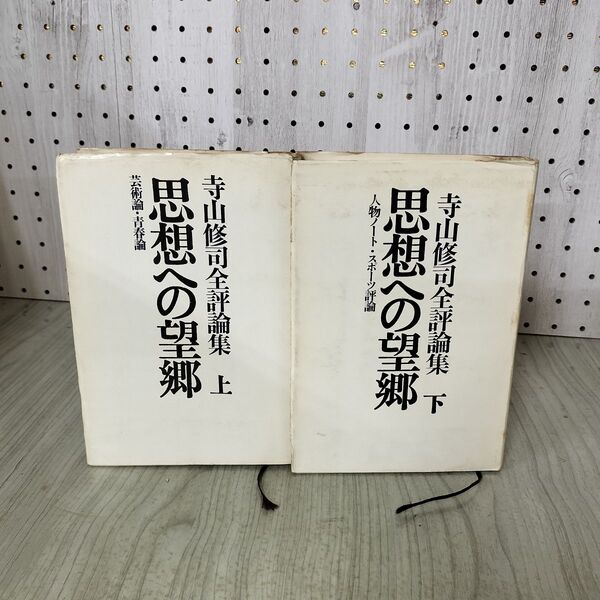 寺山修司全評論集 上
思想への望郷
芸術論・青春論
寺山修司全評論集 下
思想への望郷
人物ノート・スポーツ評論